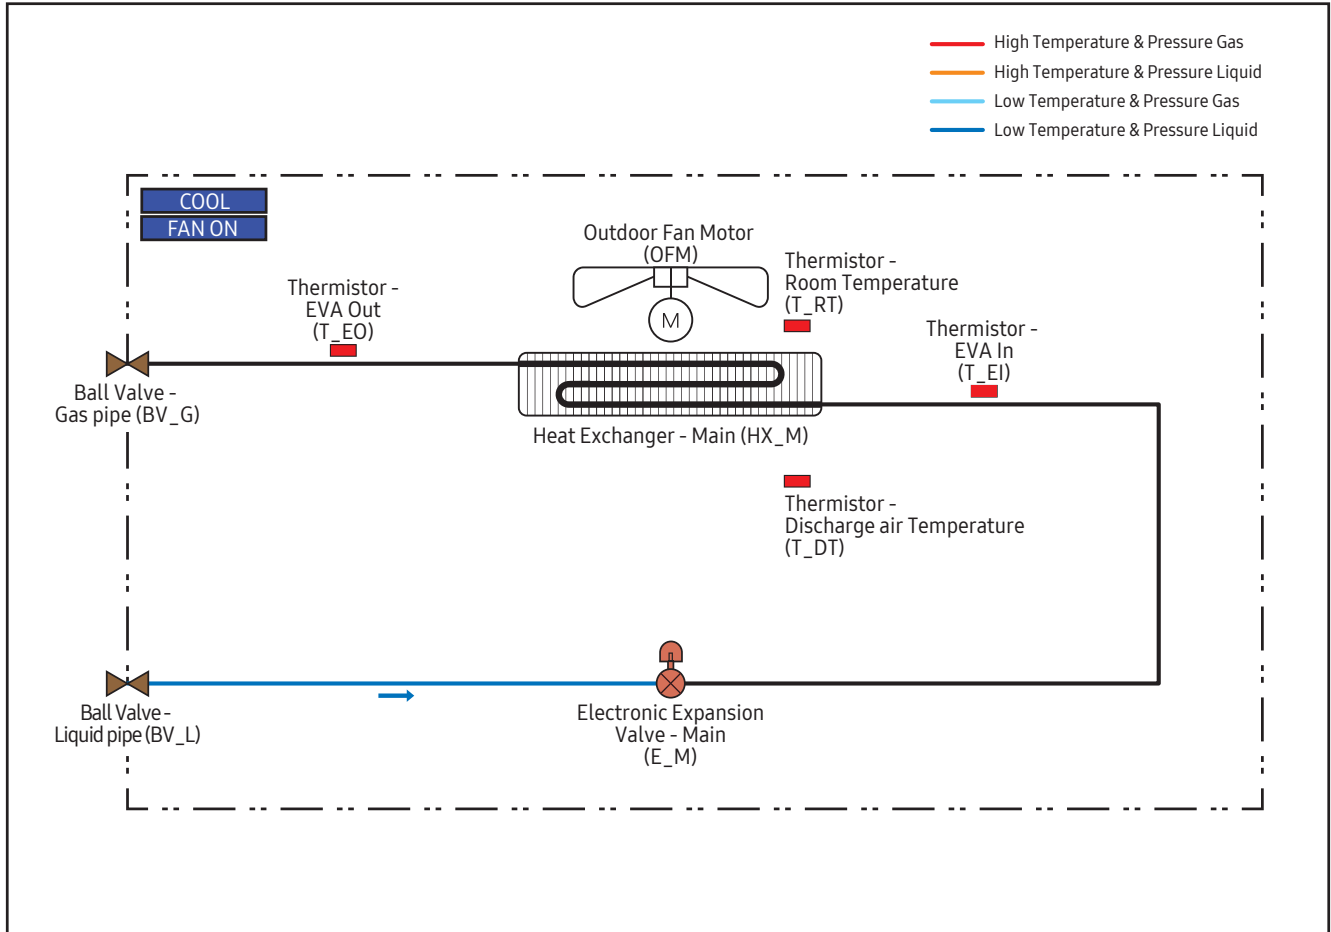 High Temperature & Pressure Gas
High Temperature & Pressure Liquid
Low Temperature & Pressure Gas
Low Temperature & Pressure Liquid
COOL
FAN ON
Outdoor Fan Motor
(OFM)
Thermistor -
Room Temperature
(T_RT)
Thermistor -
EVA Out
(T_EO)
Thermistor -
EVA In
(T_EI)
M
Ball Valve -
Gas pipe (BV_G)
Heat Exchanger - Main (HX_M)
Thermistor -
Discharge air Temperature
(T_DT)
Ball Valve -
Liquid pipe (BV_L)
Electronic Expansion
Valve - Main
(E_M)